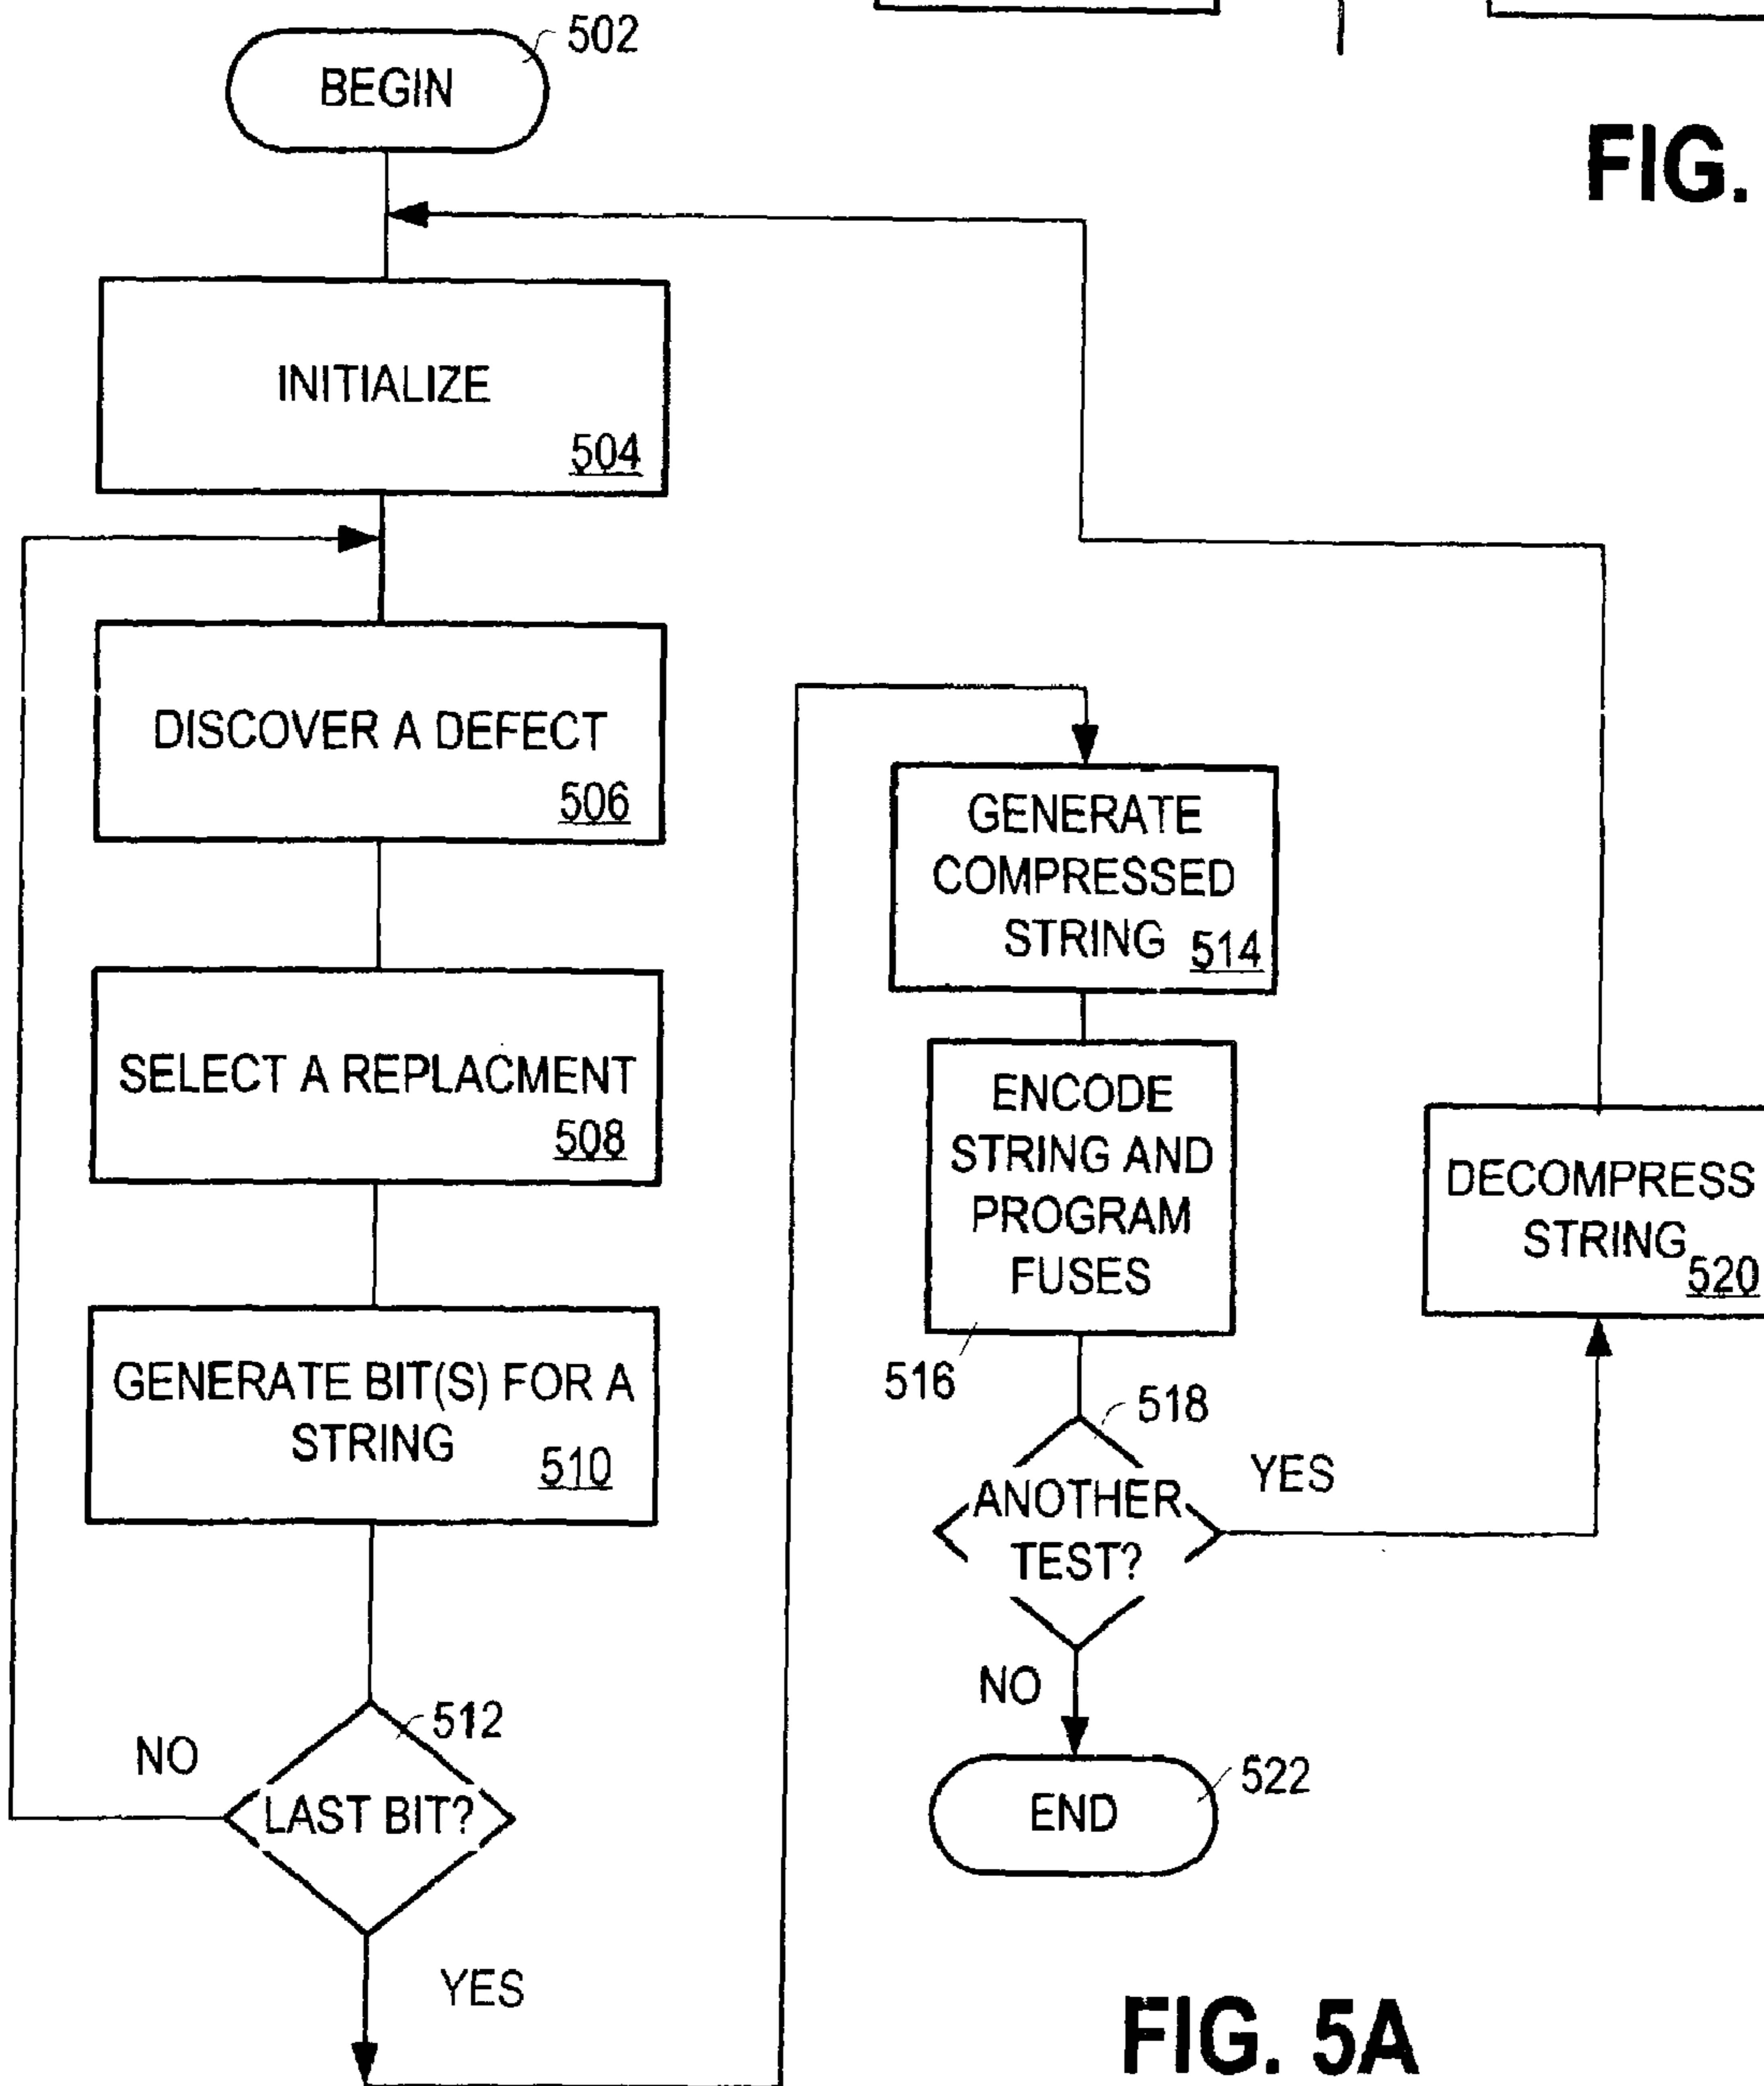 FIG.
502
BEGIN
INITIALIZE
504
DISCOVER A DEFECT
506
SELECT A REPLACMENT
508
GENERATE BIT(S) FOR A
STRING
510
512
NO
LAST BIT?
YES
GENERATE
COMPRESSED
STRING 514
ENCODE
STRING AND
PROGRAM
FUSES
516
518
ANOTHER
TEST?
YES
NO
DECOMPRESS
STRING
520
END
522
FIG. 5A